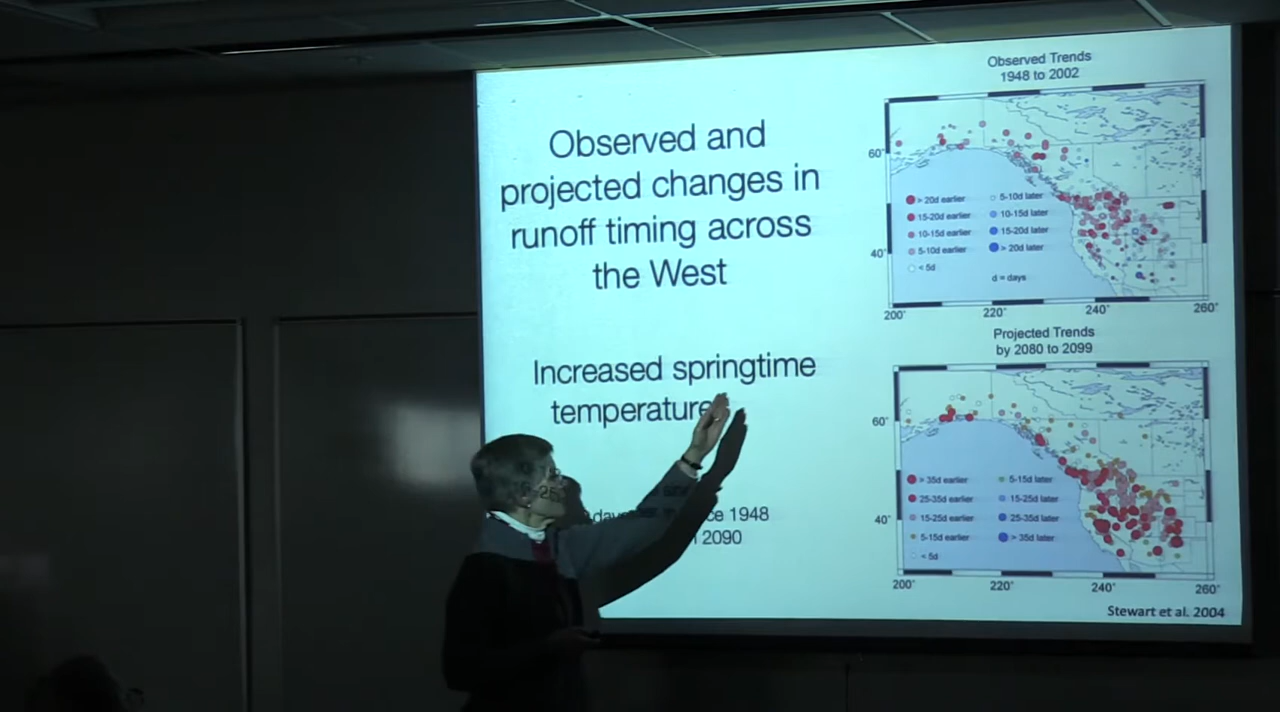 Observed and
projected changes in
runoff timing across
the West
Increased springtime
temperature
since 1948
2090
Observed Trends
1948 to 2002
60°
40°
> 20d earlier
15-20d earlier
10-15d earlier
5-10d earlier
< 5d
5-10d later
10-15d later
15-20d later
> 20d later
d = days
200°
220°
240°
260°
Projected Trends
by 2080 to 2099
60°
40°
> 35d earlier
25-35d earlier
15-25d earlier
5-15d earlier
< 5d
5-15d later
15-25d later
25-35d later
> 35d later
200°
220°
240°
260°
Stewart et al. 2004